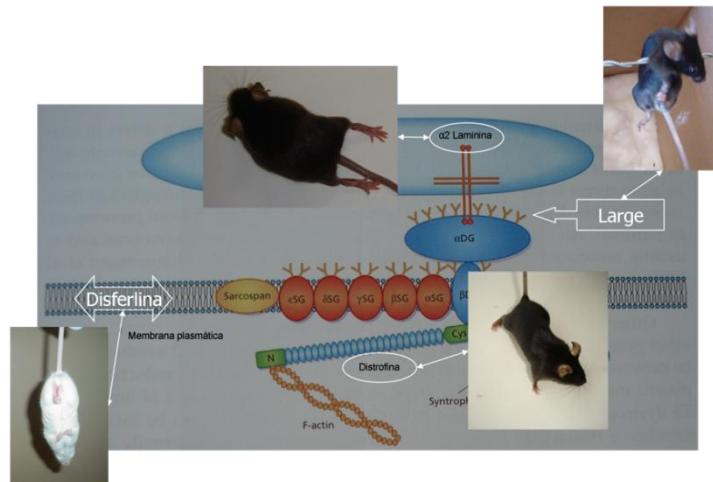 α2 Laminina
Large
αDG
Disferlina
Sarcospan
εSG
δSG
γSG
βSG
αSG
Membrana plasmática
N
Cys
Distrofina
F-actin